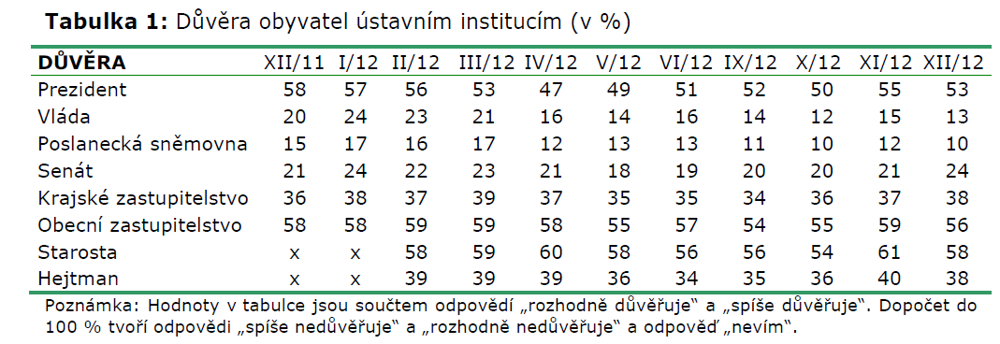 Tabulka 1: Důvěra obyvatel ústavním institucím (v %)
DŮVĚRA XII/11 I/12 II/12 III/12 IV/12 V/12 VI/12 IX/12 X/12 XI/12 XII/12
Prezident 58 57 56 53 47 49 51 52 50 55 53
Vláda 20 24 23 21 16 14 16 14 12 15 13
Poslanecká sněmovna 15 17 16 17 12 13 13 11 10 12 10
Senát 21 24 22 23 21 18 19 20 20 21 24
Krajské zastupitelstvo 36 38 37 39 37 35 35 34 36 37 38
Obecní zastupitelstvo 58 58 59 59 58 55 57 54 55 59 56
Starosta x x 58 59 60 58 56 56 54 61 58
Hejtman x x 39 39 39 36 34 35 36 40 38
Poznámka: Hodnoty v tabulce jsou součtem odpovědí „rozhodně důvěřuje“ a „spíše důvěřuje“. Dopočet do
100 % tvoří odpovědi „spíše nedůvěřuje“ a „rozhodně nedůvěřuje“ a odpověď „nevím“.